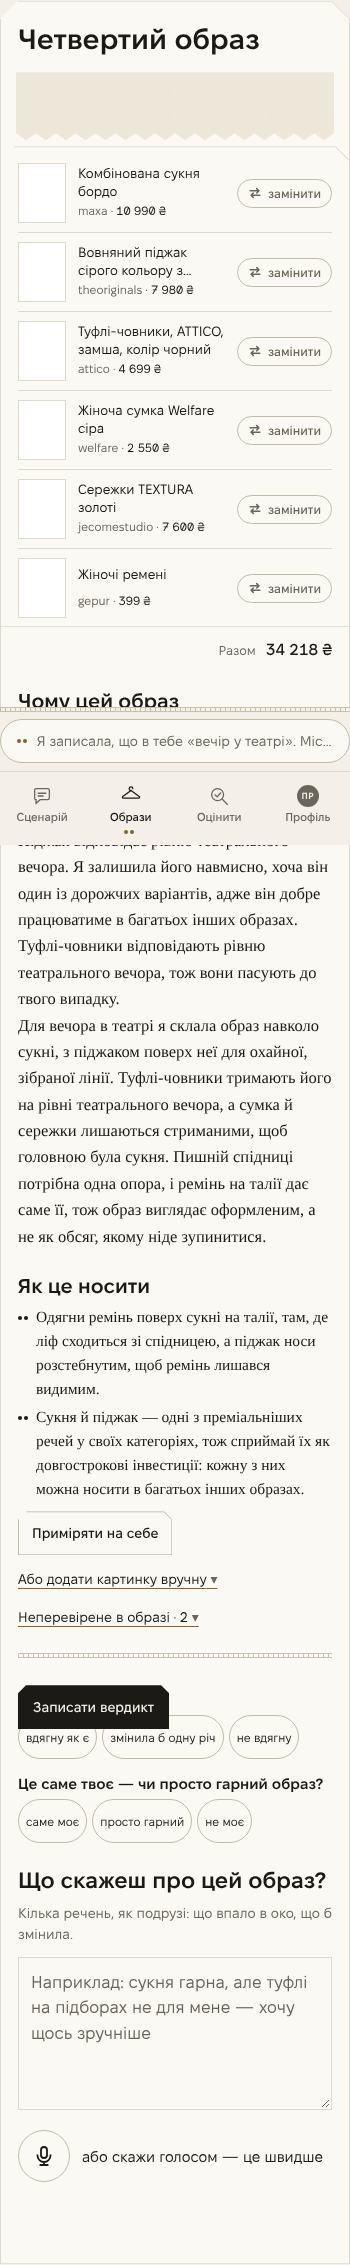 Четвертий образ
Комбінована сукня
бордо
maxa · 10 990 ₴
⇄ замінити
Вовняний піджак
сірого кольору з…
theoriginals · 7 980 ₴
⇄ замінити
Туфлі-човники, ATTICO,
замша, колір чорний
attico · 4 699 ₴
⇄ замінити
Жіноча сумка Welfare
сіра
welfare · 2 550 ₴
⇄ замінити
Сережки TEXTURA
золоті
jecomestudio · 7 600 ₴
⇄ замінити
Жіночі ремені
gepur · 399 ₴
⇄ замінити
Разом 34 218 ₴
Чому цей образ
Я записала, що в тебе «вечір у театрі». Міс…
Сценарій
Образи
Оцінити
ПР
Профіль
вечора. Я залишила його навмисно, хоча він
один із дорожчих варіантів, адже він добре
працюватиме в багатьох інших образах.
Туфлі-човники відповідають рівню
театрального вечора, тож вони пасують до
твого випадку.
Для вечора в театрі я склала образ навколо
сукні, з піджаком поверх неї для охайної,
зібраної лінії. Туфлі-човники тримають його
на рівні театрального вечора, а сумка й
сережки лишаються стриманими, щоб
головною була сукня. Пишній спідниці
потрібна одна опора, і ремінь на талії дає
саме її, тож образ виглядає оформленим, а
не як обсяг, якому ніде зупинитися.
Як це носити
Одягни ремінь поверх сукні на талії, там, де
ліф сходиться зі спідницею, а піджак носи
розстебнутим, щоб ремінь лишався
видимим.
Сукня й піджак — одні з преміальніших
речей у своїх категоріях, тож сприймай їх як
довгострокові інвестиції: кожну з них
можна носити в багатьох інших образах.
Приміряти на себе
Або додати картинку вручну ▾
Неперевірене в образі · 2 ▾
Записати вердикт
вдягну як є
змінила б одну річ
не вдягну
Це саме твоє — чи просто гарний образ?
саме моє
просто гарний
не моє
Що скажеш про цей образ?
Кілька речень, як подрузі: що впало в око, що б
змінила.
Наприклад: сукня гарна, але туфлі
на підборах не для мене — хочу
щось зручніше
або скажи голосом — це швидше